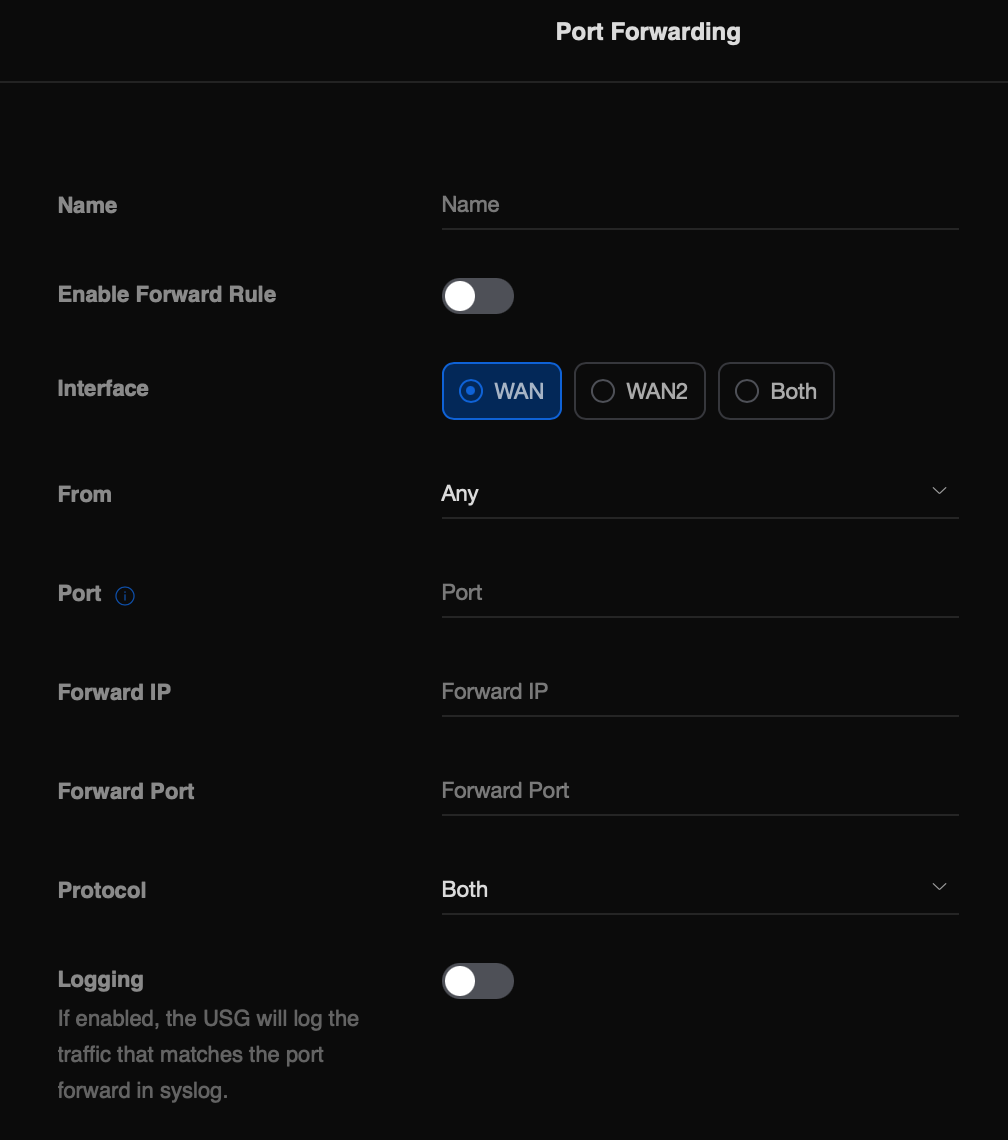 Port Forwarding
Name
Name
Enable Forward Rule
Interface
WAN
WAN2
Both
From
Any
Port
Port
Forward IP
Forward IP
Forward Port
Forward Port
Protocol
Both
Logging
If enabled, the USG will log the
traffic that matches the port
forward in syslog.